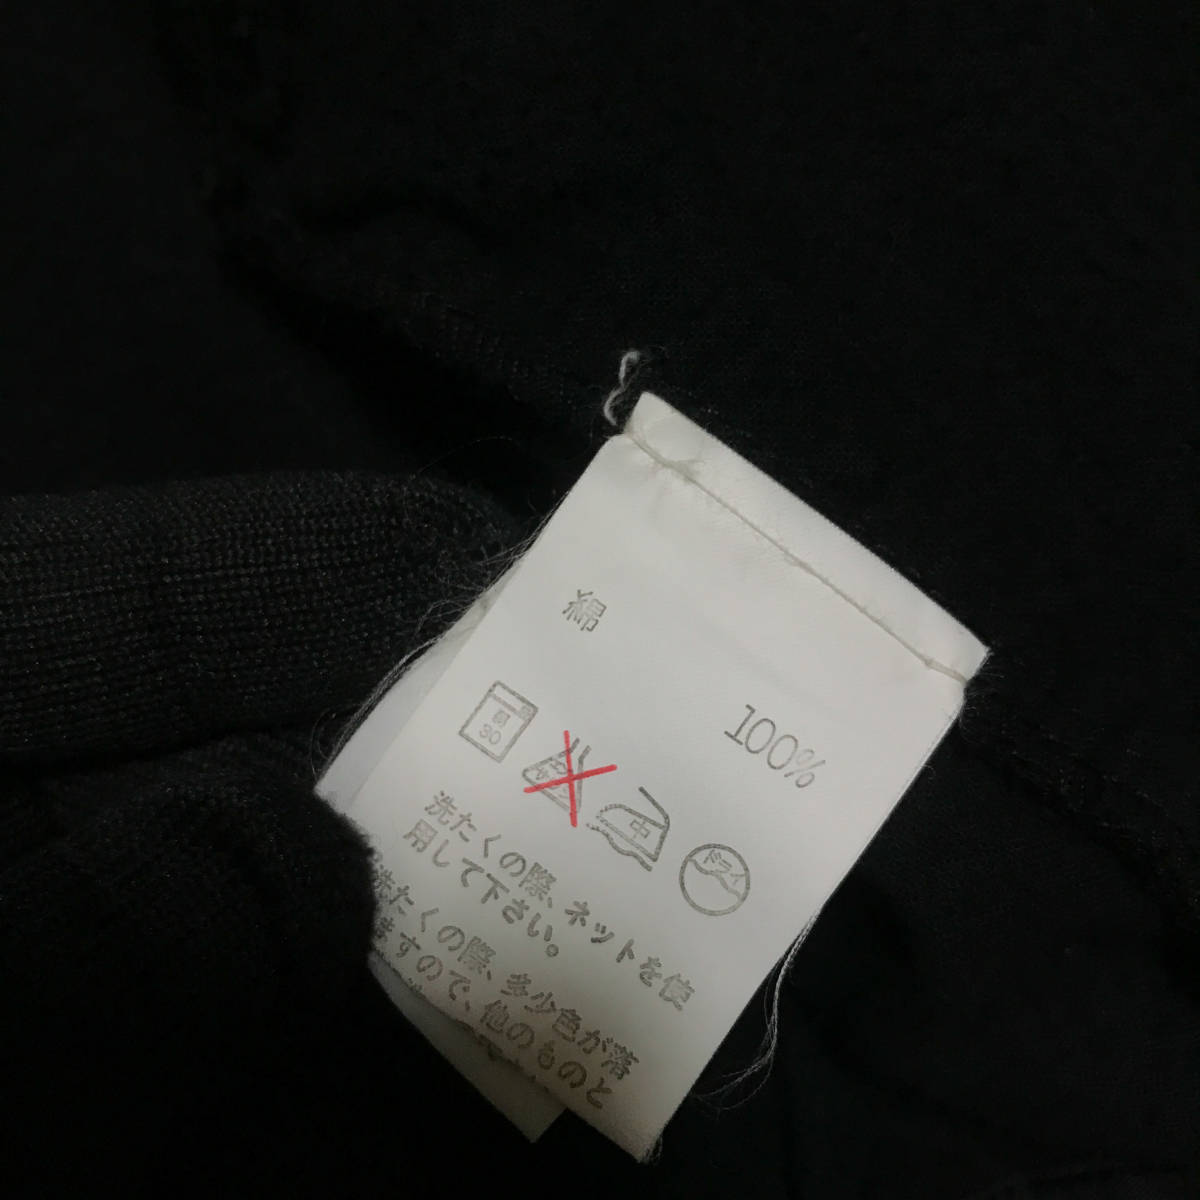 綿
100%
弱
30
中
ドライ
洗たくの際、ネットを使
用して下さい。
洗たくの際、多少色が落
ますので、他のものと